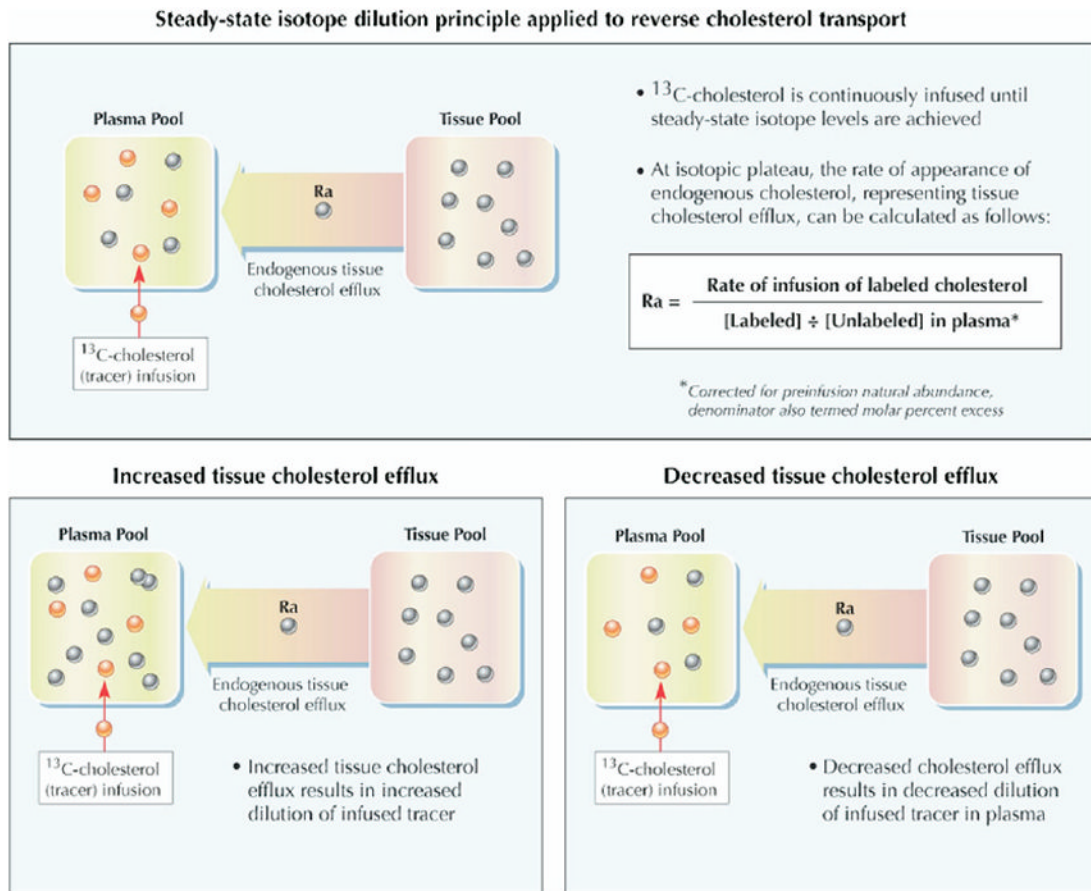 Steady-state isotope dilution principle applied to reverse cholesterol transport
Plasma Pool
Tissue Pool
Ra
Endogenous tissue
cholesterol efflux
¹³C-cholesterol
(tracer) infusion
• ¹³C-cholesterol is continuously infused until
steady-state isotope levels are achieved
• At isotopic plateau, the rate of appearance of
endogenous cholesterol, representing tissue
cholesterol efflux, can be calculated as follows:
Rate of infusion of labeled cholesterol
Ra =
[Labeled] ÷ [Unlabeled] in plasma*
*Corrected for preinfusion natural abundance,
denominator also termed molar percent excess
Increased tissue cholesterol efflux
Plasma Pool
Tissue Pool
Ra
Endogenous tissue
cholesterol efflux
¹³C-cholesterol
(tracer) infusion
• Increased tissue cholesterol
efflux results in increased
dilution of infused tracer
Decreased tissue cholesterol efflux
Plasma Pool
Tissue Pool
Ra
Endogenous tissue
cholesterol efflux
¹³C-cholesterol
(tracer) infusion
• Decreased cholesterol efflux
results in decreased dilution
of infused tracer in plasma